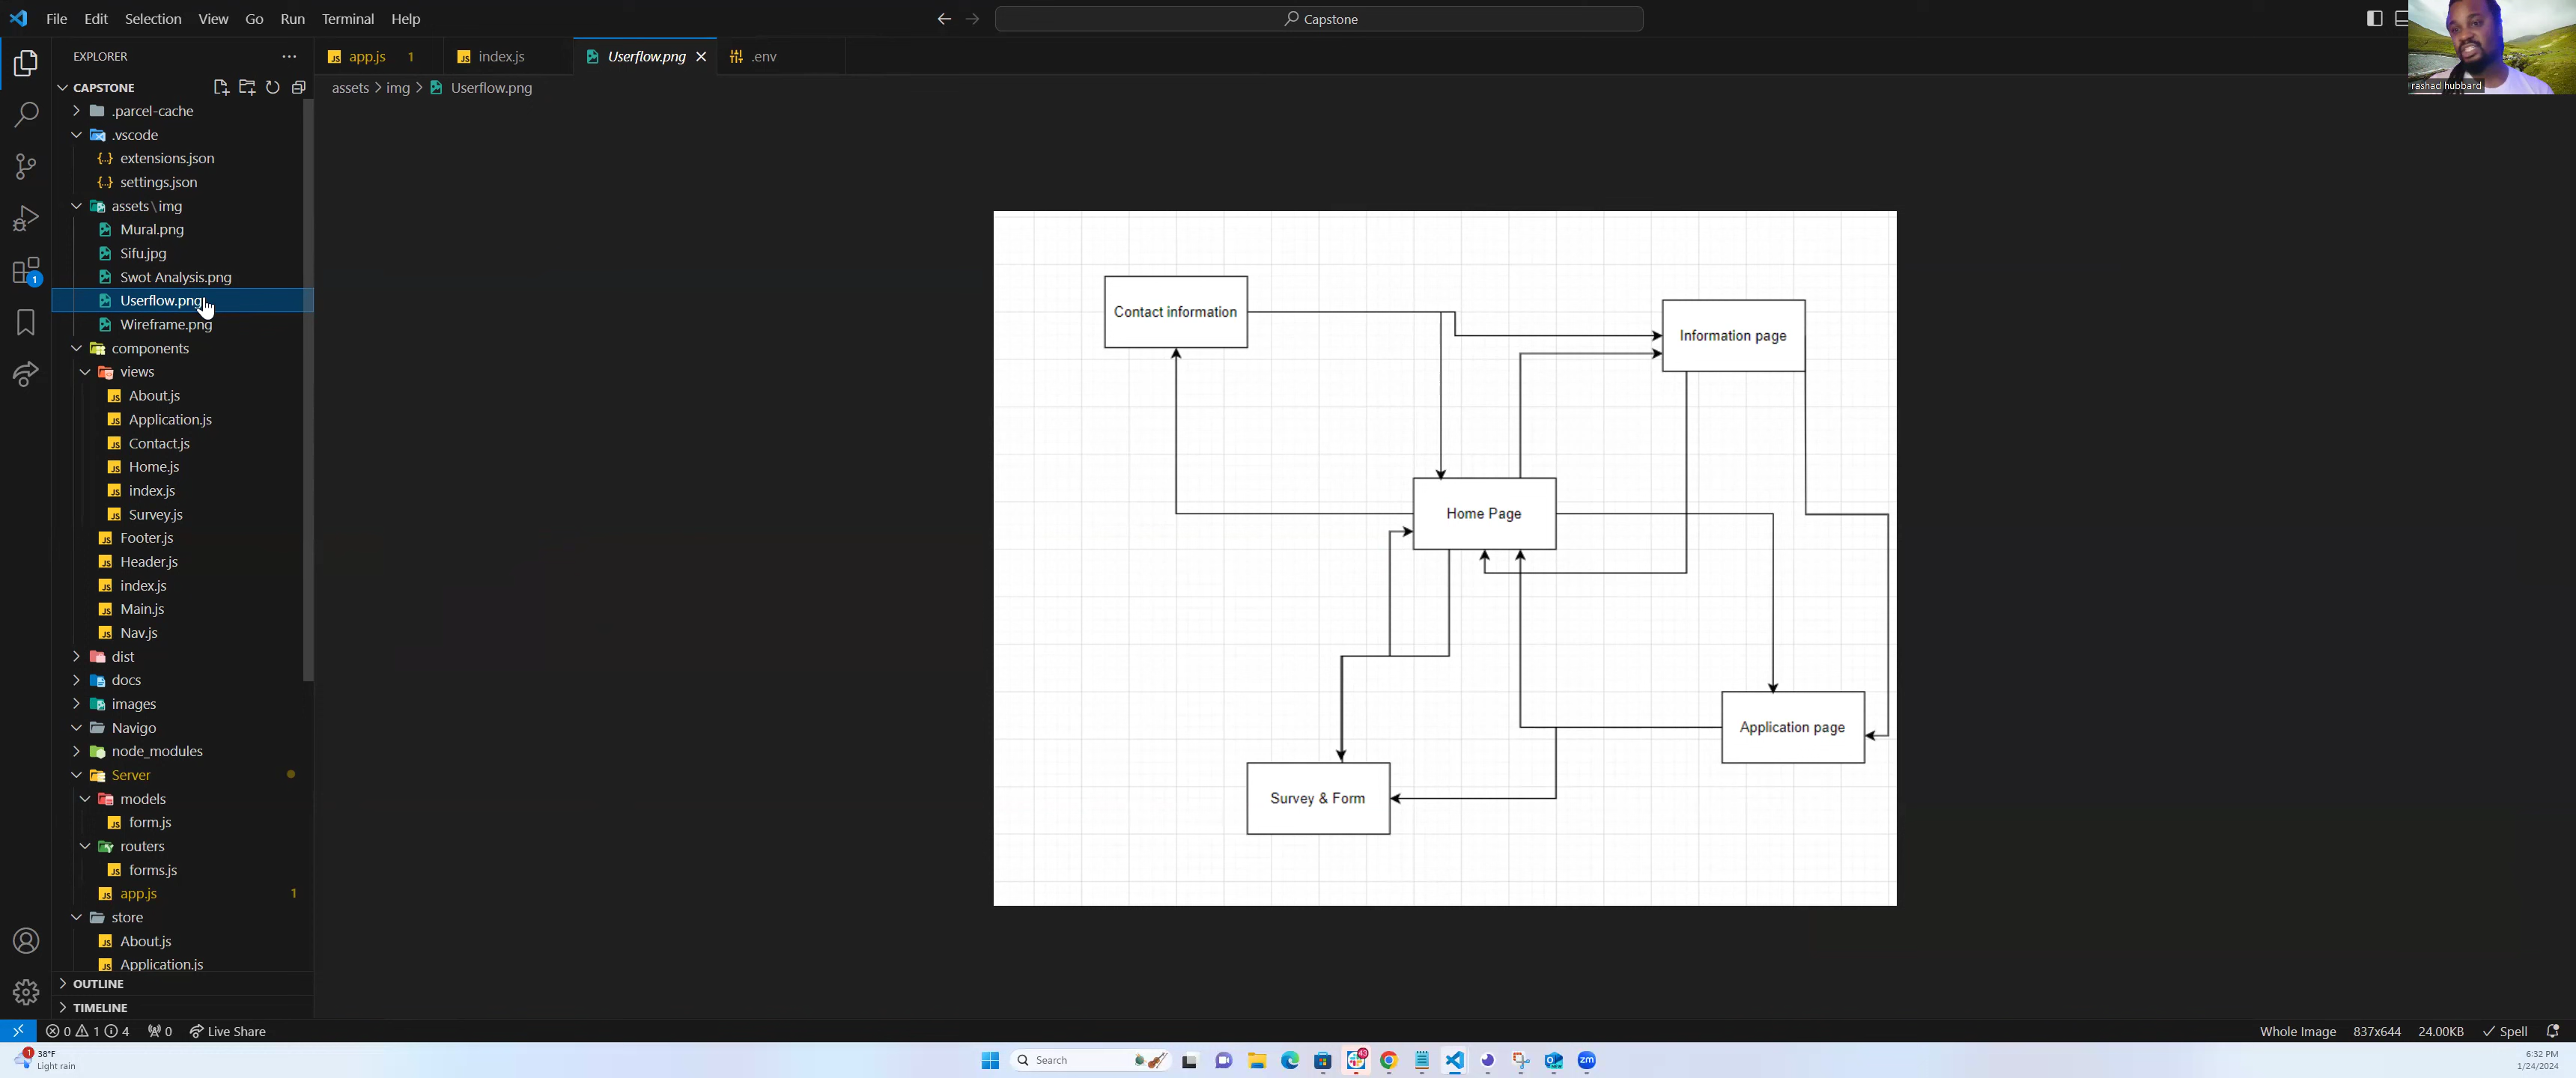 File Edit Selection View Go Run Terminal Help
Capstone
rashad hubbard
EXPLORER
app.js 1
index.js
Userflow.png
.env
assets > img > Userflow.png
CAPSTONE
.parcel-cache
.vscode
extensions.json
settings.json
assets\img
Mural.png
Sifu.jpg
Swot Analysis.png
Userflow.png
Wireframe.png
components
views
About.js
Application.js
Contact.js
Home.js
index.js
Survey.js
Footer.js
Header.js
index.js
Main.js
Nav.js
dist
docs
images
Navigo
node_modules
Server
models
form.js
routers
forms.js
app.js 1
store
About.js
Application.js
OUTLINE
TIMELINE
1
Contact information
Information page
Home Page
Application page
Survey & Form
0 1 4 0 Live Share
Whole Image 837x644 24.00KB Spell
1
38°F
Light rain
Search
43
zm
6:32 PM
1/24/2024